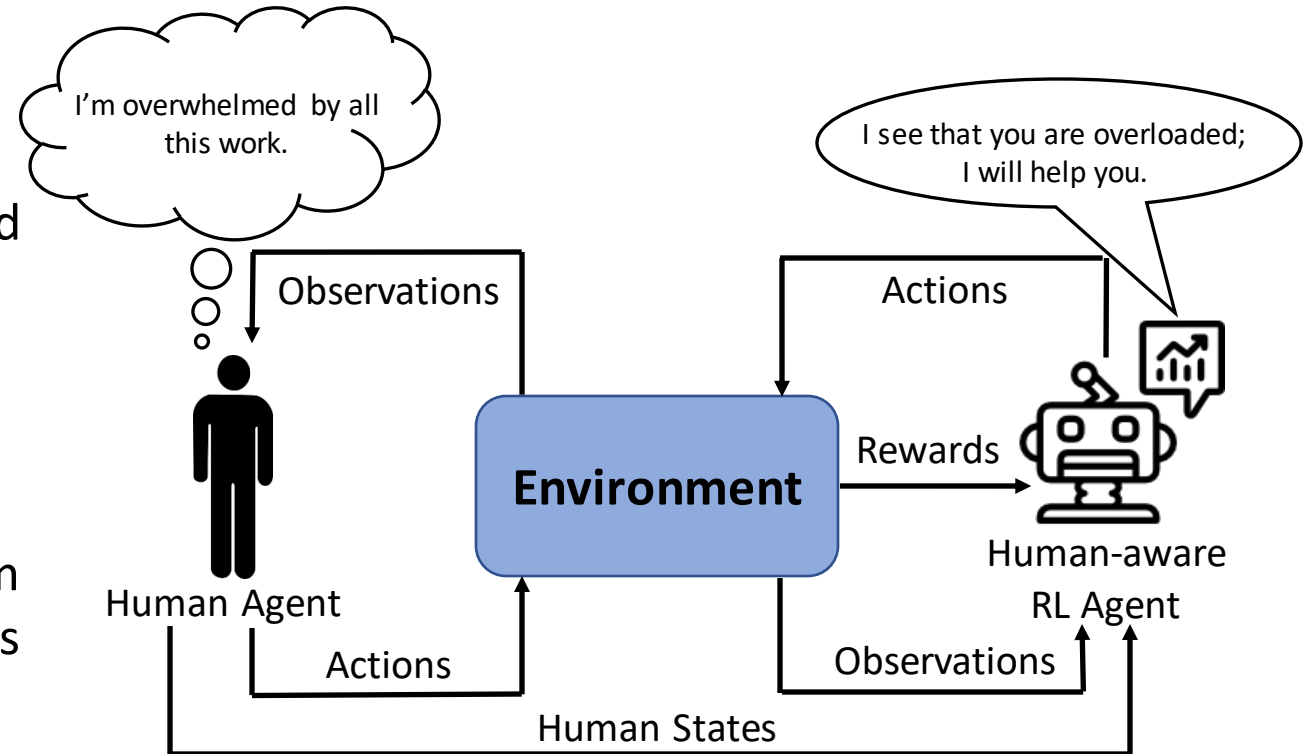 I'm overwhelmed by all
this work.
I see that you are overloaded;
I will help you.
d
Observations
Actions
Rewards
Environment
Human-aware
RL Agent
n
Human Agent
s
Actions
Observations
Human States